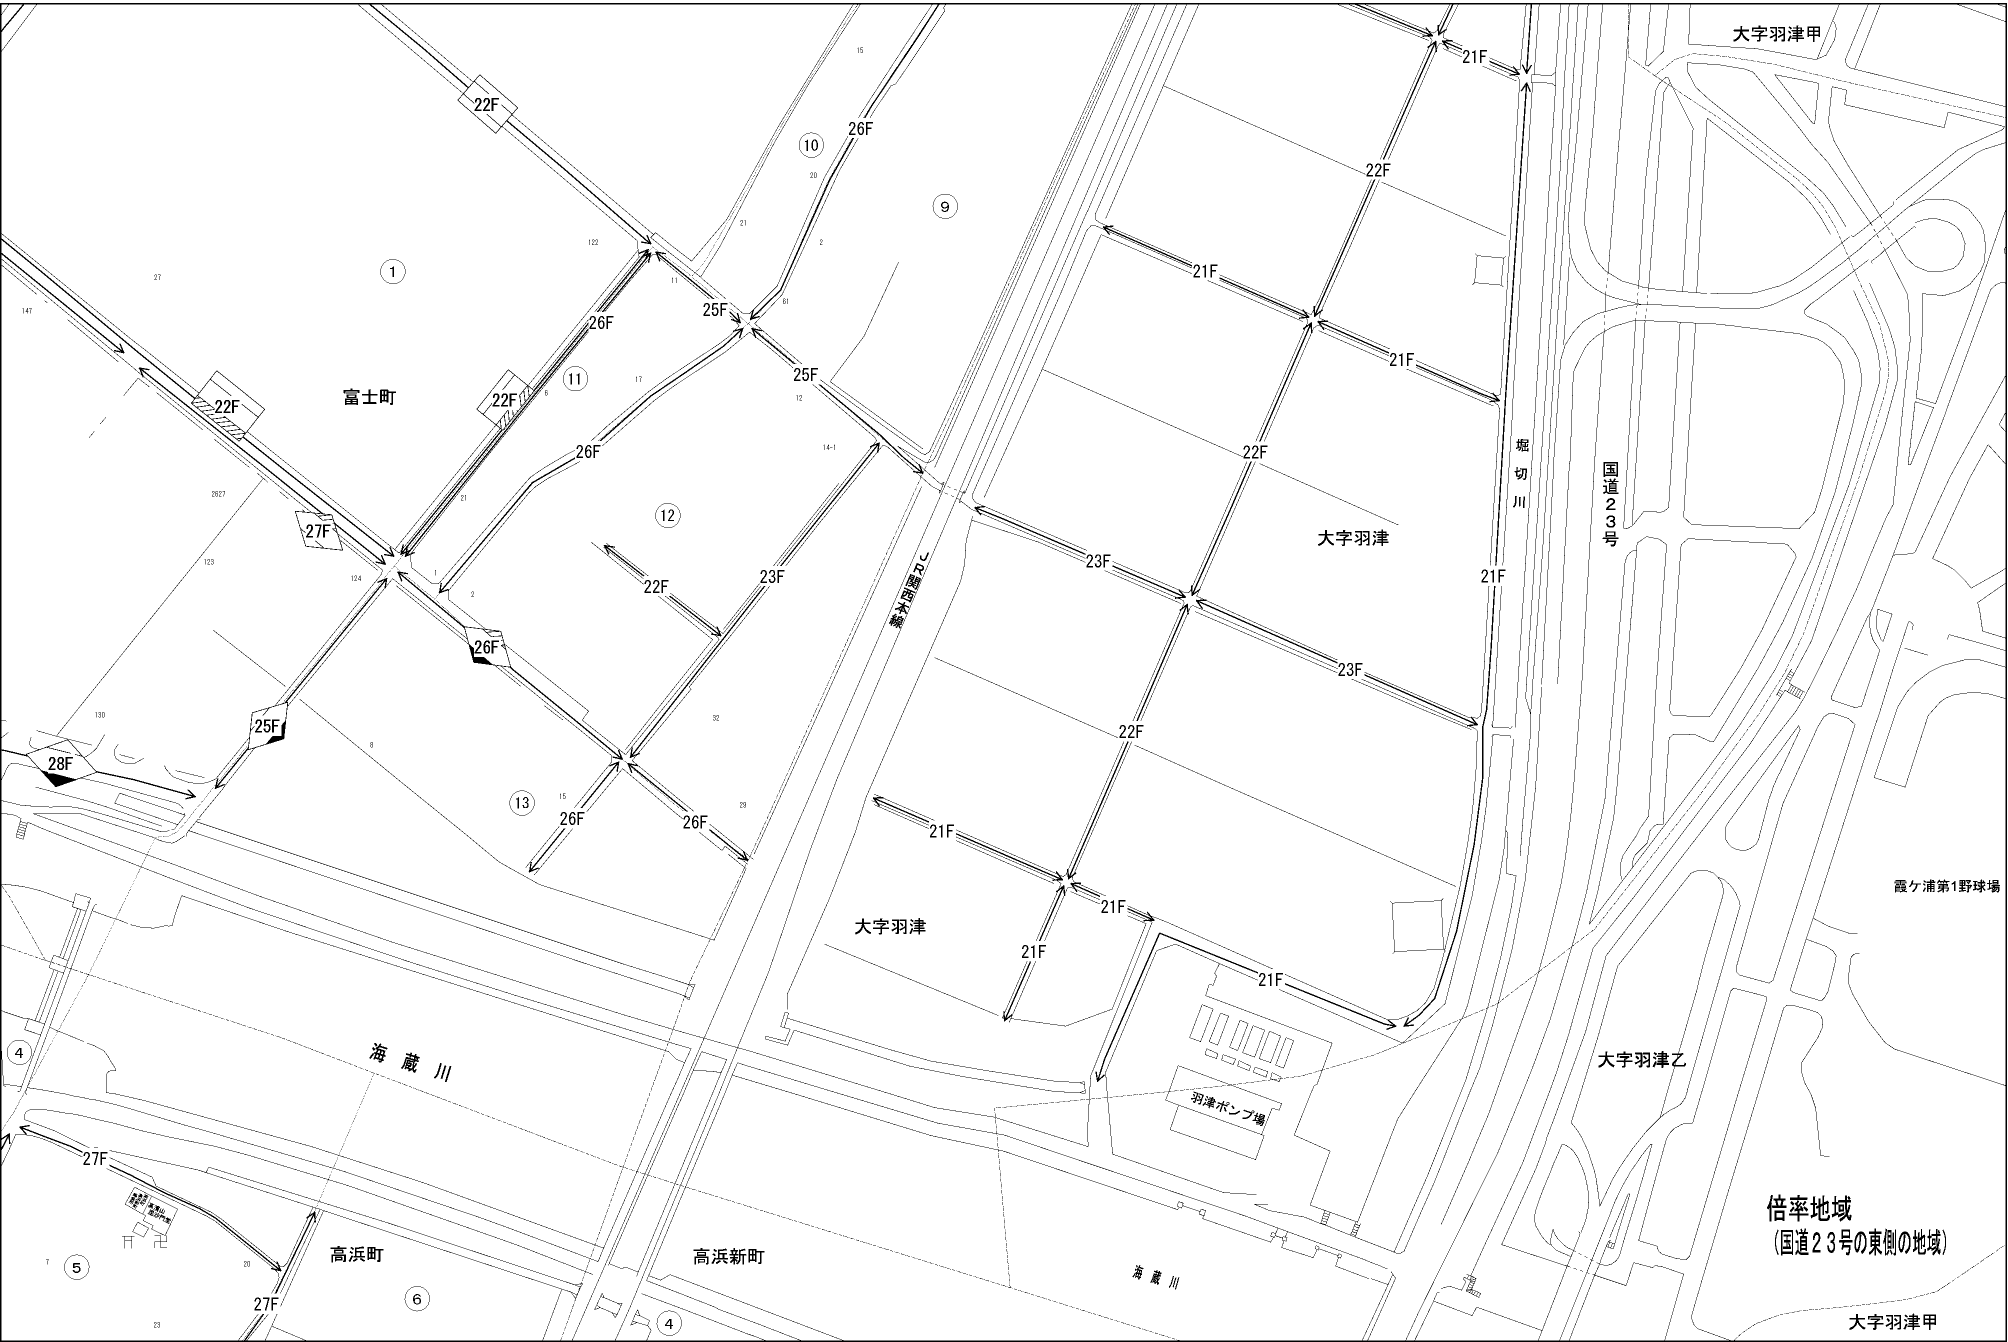 大字羽津甲
21F
22F
15
26F
10
22F
20
9
21
2
122
1
27
11
61
21F
147
25F
26F
21F
25F
11
17
富士町
22F
6
22F
12
堀切川
14-1
26F
22F
国道23号
21
2627
12
27F
大字羽津
JR関西本線
23F
123
124
1
23F
21F
22F
2
26F
23F
130
25F
32
22F
8
28F
15
13
29
26F
26F
21F
霞ケ浦第1野球場
21F
大字羽津
21F
21F
4
海蔵川
大字羽津乙
羽津ポンプ場
27F
倍率地域
(国道23号の東側の地域)
高浜町
高浜新町
7
5
20
海蔵川
6
27F
23
4
大字羽津甲